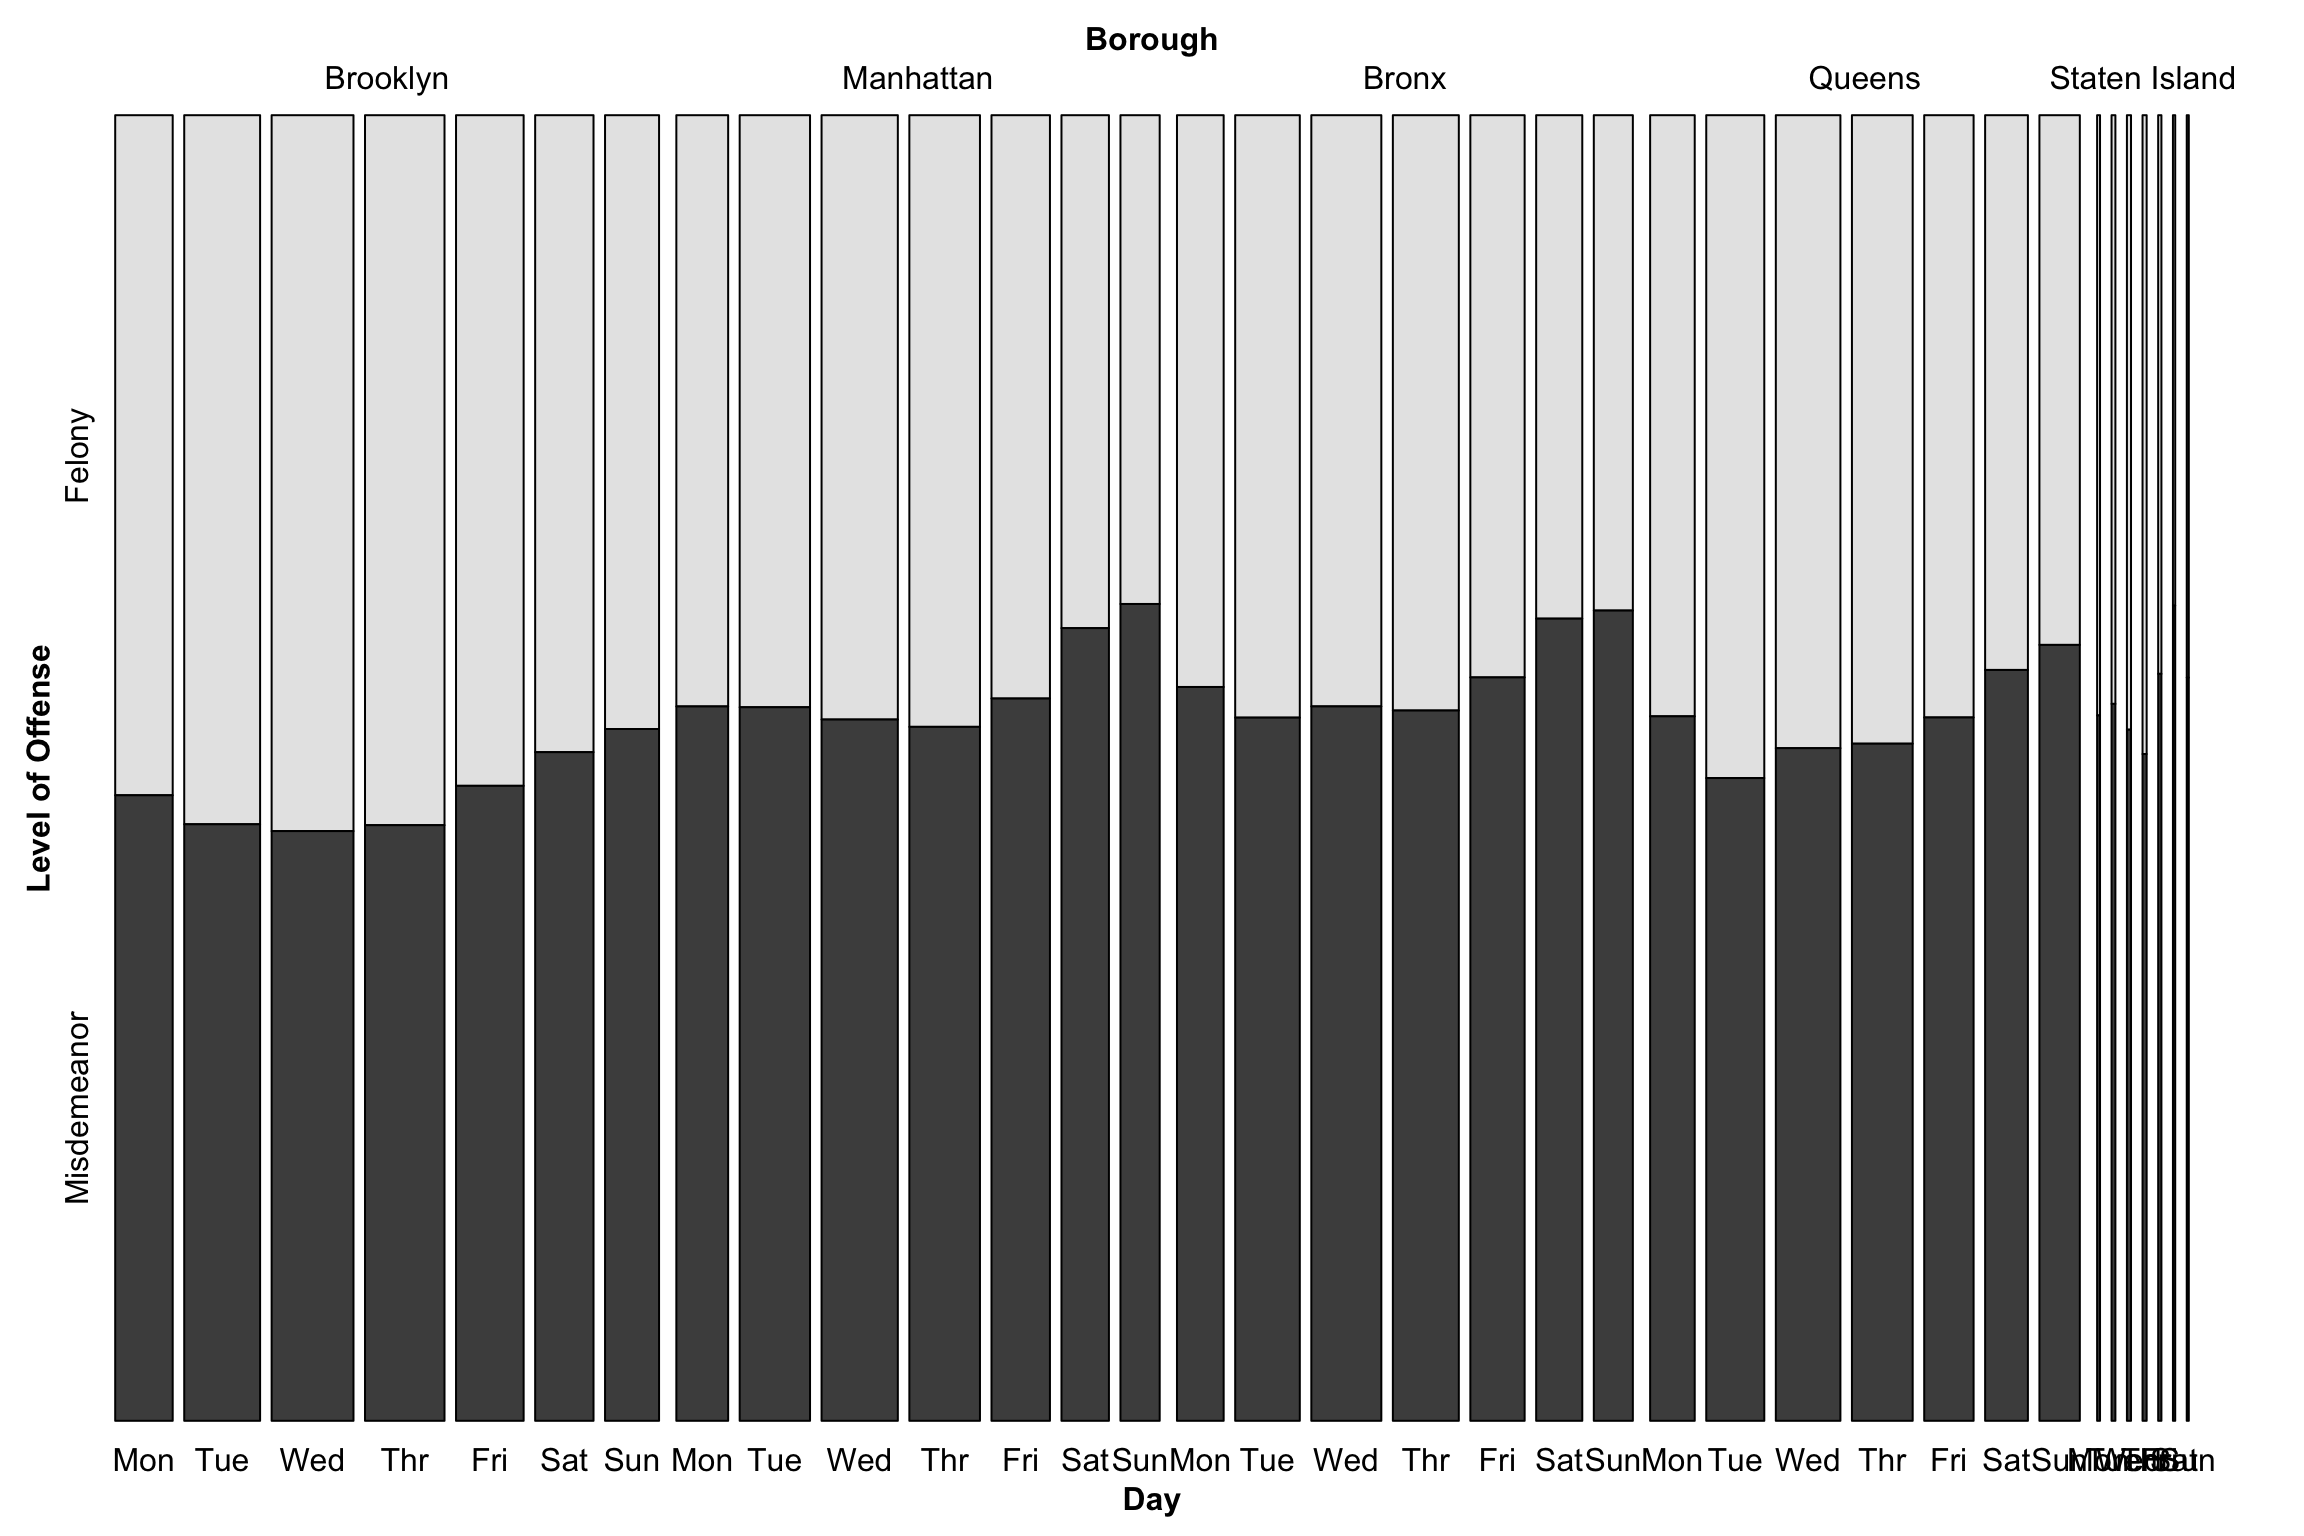 Borough
Brooklyn Manhattan Bronx Queens Staten Island
Felony
Level of Offense
Misdemeanor
Mon Tue Wed Thr Fri Sat Sun Mon Tue Wed Thr Fri Sat Sun Mon Tue Wed Thr Fri Sat Sun Mon Tue Wed Thr Fri Sat Sun
Day